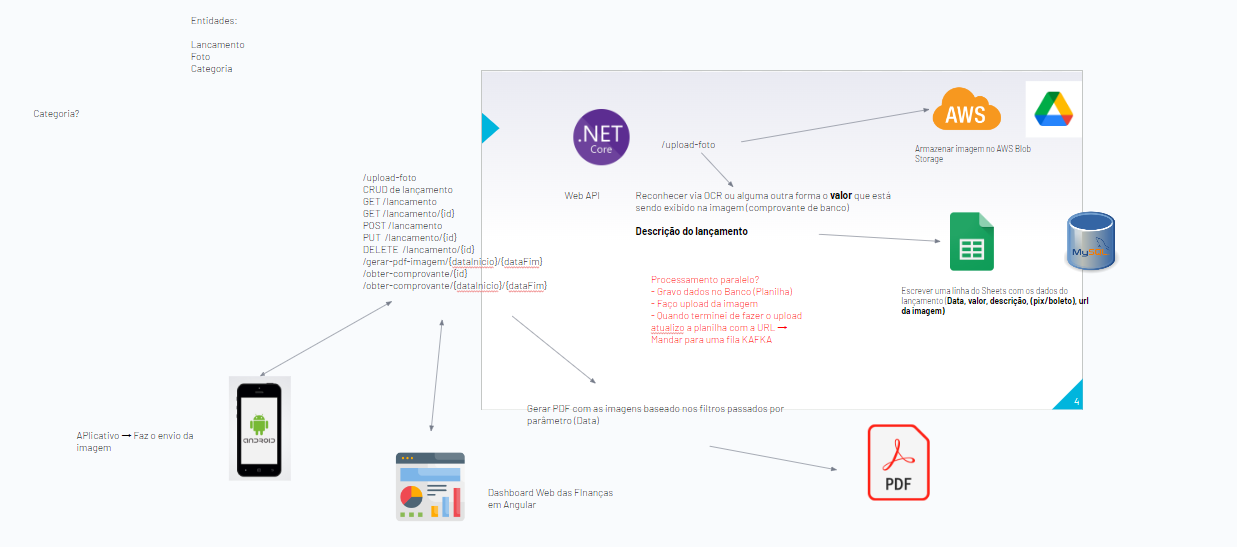 Entidades:
Lancamento
Foto
Categoria
Categoria?
.NET
Core
Web API
/upload-foto
AWS
Armazenar imagem no AWS Blob
Storage
Reconhecer via OCR ou alguma outra forma o valor que está
sendo exibido na imagem (comprovante de banco)
Descrição do lançamento
MySQL
Escrever uma linha do Sheets com os dados do
lançamento (Data, valor, descrição, (pix/boleto), url
da imagem)
Processamento paralelo?
- Gravo dados no Banco (Planilha)
- Faço upload da imagem
- Quando terminei de fazer o upload
atualizo a planilha com a URL →
Mandar para uma fila KAFKA
4
/upload-foto
CRUD de lançamento
GET /lancamento
GET /lancamento/{id}
POST /lancamento
PUT /lancamento/{id}
DELETE /lancamento/{id}
/gerar-pdf-imagem/{dataInicio}/{dataFim}
/obter-comprovante/{id}
/obter-comprovante/{dataInicio}/{dataFim}
Gerar PDF com as imagens baseado nos filtros passados por
parâmetro (Data)
APlicativo → Faz o envio da
imagem
ANDROID
Dashboard Web das FInanças
em Angular
PDF